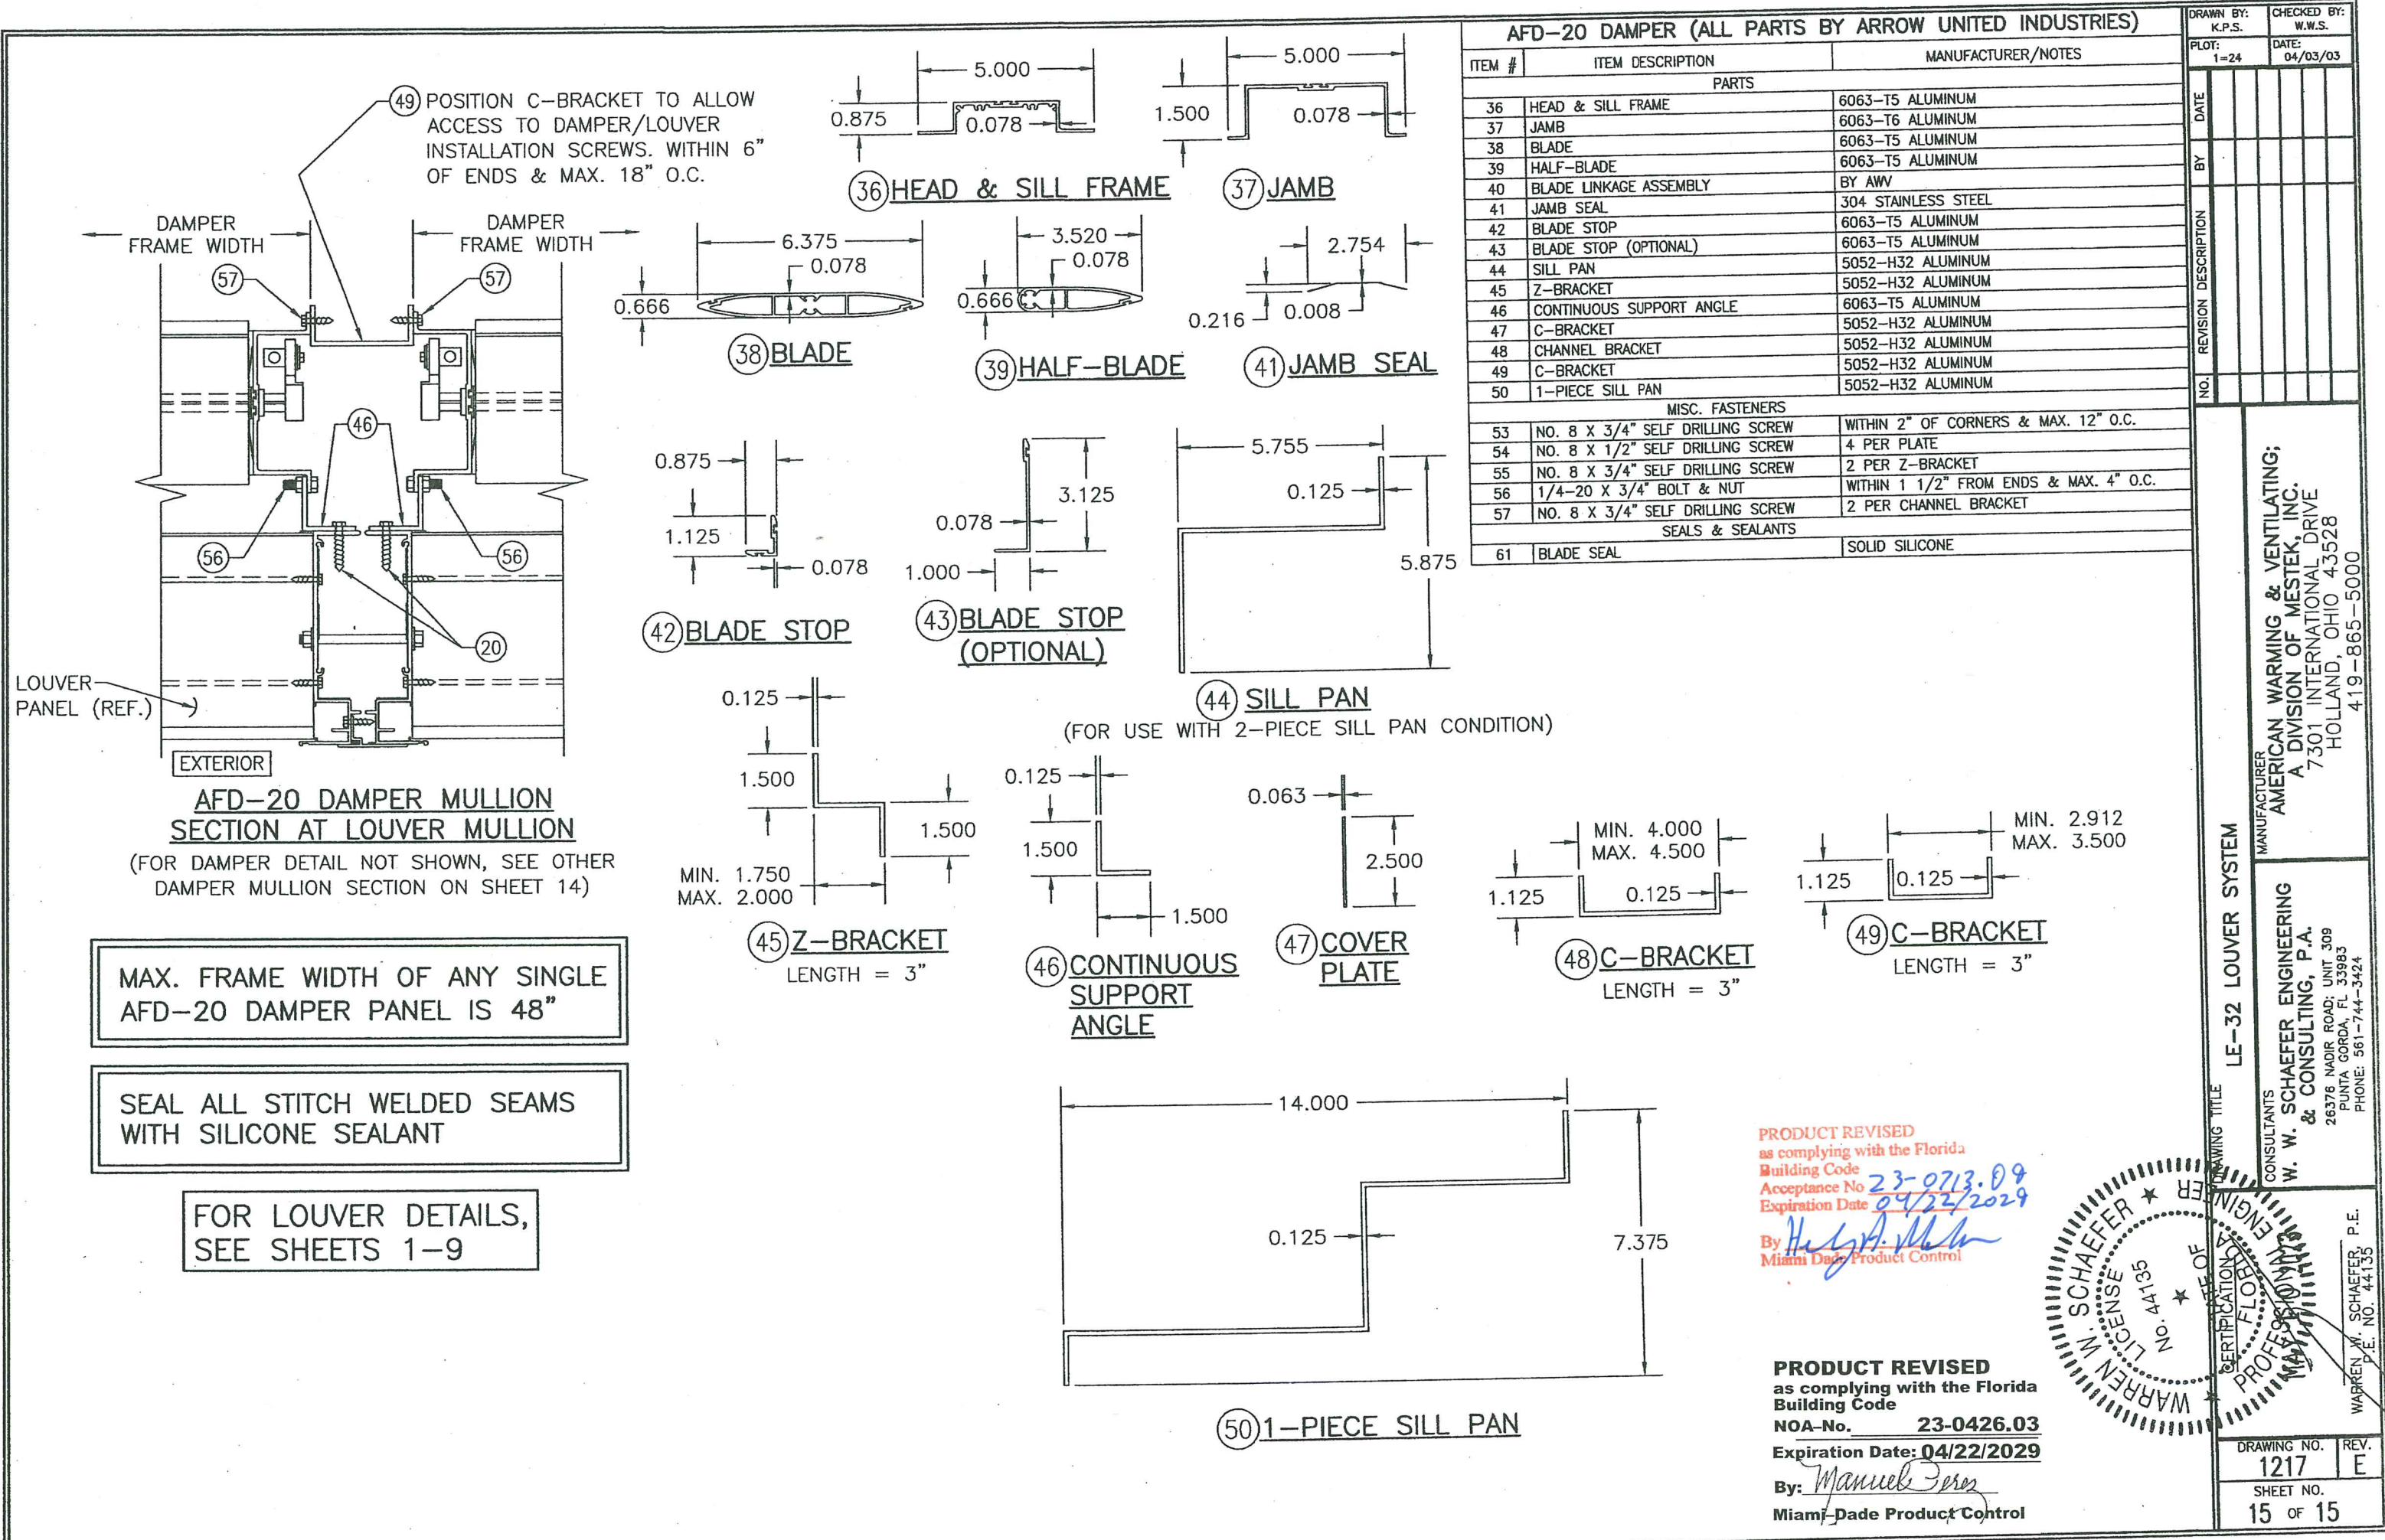 49 POSITION C-BRACKET TO ALLOW
ACCESS TO DAMPER/LOUVER
INSTALLATION SCREWS. WITHIN 6"
OF ENDS & MAX. 18" O.C.
DAMPER
FRAME WIDTH
DAMPER
FRAME WIDTH
57
57
46
56
56
20
LOUVER
PANEL (REF.)
EXTERIOR
AFD-20 DAMPER MULLION
SECTION AT LOUVER MULLION
(FOR DAMPER DETAIL NOT SHOWN, SEE OTHER
DAMPER MULLION SECTION ON SHEET 14)
MAX. FRAME WIDTH OF ANY SINGLE
AFD-20 DAMPER PANEL IS 48"
SEAL ALL STITCH WELDED SEAMS
WITH SILICONE SEALANT
FOR LOUVER DETAILS,
SEE SHEETS 1-9
5.000
0.875
0.078
36 HEAD & SILL FRAME
5.000
1.500
0.078
37 JAMB
6.375
0.078
0.666
38 BLADE
3.520
0.078
0.666
39 HALF-BLADE
2.754
0.216
0.008
41 JAMB SEAL
0.875
1.125
0.078
42 BLADE STOP
3.125
0.078
1.000
43 BLADE STOP
(OPTIONAL)
5.755
0.125
5.875
44 SILL PAN
(FOR USE WITH 2-PIECE SILL PAN CONDITION)
0.125
1.500
1.500
MIN. 1.750
MAX. 2.000
45 Z-BRACKET
LENGTH = 3"
0.125
1.500
1.500
46 CONTINUOUS
SUPPORT
ANGLE
0.063
2.500
47 COVER
PLATE
MIN. 4.000
MAX. 4.500
1.125
0.125
48 C-BRACKET
LENGTH = 3"
MIN. 2.912
MAX. 3.500
1.125
0.125
49 C-BRACKET
LENGTH = 3"
14.000
0.125
7.375
50 1-PIECE SILL PAN
AFD-20 DAMPER (ALL PARTS BY ARROW UNITED INDUSTRIES)
ITEM # ITEM DESCRIPTION MANUFACTURER/NOTES
PARTS
36 HEAD & SILL FRAME 6063-T5 ALUMINUM
37 JAMB 6063-T6 ALUMINUM
38 BLADE 6063-T5 ALUMINUM
39 HALF-BLADE 6063-T5 ALUMINUM
40 BLADE LINKAGE ASSEMBLY BY AWV
41 JAMB SEAL 304 STAINLESS STEEL
42 BLADE STOP 6063-T5 ALUMINUM
43 BLADE STOP (OPTIONAL) 6063-T5 ALUMINUM
44 SILL PAN 5052-H32 ALUMINUM
45 Z-BRACKET 5052-H32 ALUMINUM
46 CONTINUOUS SUPPORT ANGLE 6063-T5 ALUMINUM
47 C-BRACKET 5052-H32 ALUMINUM
48 CHANNEL BRACKET 5052-H32 ALUMINUM
49 C-BRACKET 5052-H32 ALUMINUM
50 1-PIECE SILL PAN 5052-H32 ALUMINUM
MISC. FASTENERS
53 NO. 8 X 3/4" SELF DRILLING SCREW WITHIN 2" OF CORNERS & MAX. 12" O.C.
54 NO. 8 X 1/2" SELF DRILLING SCREW 4 PER PLATE
55 NO. 8 X 3/4" SELF DRILLING SCREW 2 PER Z-BRACKET
56 1/4-20 X 3/4" BOLT & NUT WITHIN 1 1/2" FROM ENDS & MAX. 4" O.C.
57 NO. 8 X 3/4" SELF DRILLING SCREW 2 PER CHANNEL BRACKET
SEALS & SEALANTS
61 BLADE SEAL SOLID SILICONE
DRAWN BY: K.P.S.
CHECKED BY: W.W.S.
PLOT: 1=24
DATE: 04/03/03
DATE
BY
REVISION DESCRIPTION
NO.
MANUFACTURER
AMERICAN WARMING & VENTILATING;
A DIVISION OF MESTEK, INC.
7301 INTERNATIONAL DRIVE
HOLLAND, OHIO 43528
419-865-5000
DRAWING TITLE
LE-32 LOUVER SYSTEM
CONSULTANTS
W. W. SCHAEFER ENGINEERING
& CONSULTING, P.A.
26376 NADIR ROAD; UNIT 309
PUNTA GORDA, FL 33983
PHONE: 561-744-3424
CERTIFICATION
WARREN W. SCHAEFER, P.E.
P.E. NO. 44135
WARREN W. SCHAEFER
LICENSE
No. 44135
STATE OF
FLORIDA
PROFESSIONAL ENGINEER
DRAWING NO.
1217
REV.
E
SHEET NO.
15 OF 15
PRODUCT REVISED
as complying with the Florida
Building Code
Acceptance No 23-0713.09
Expiration Date 04/22/2029
By
Miami Dade Product Control
PRODUCT REVISED
as complying with the Florida
Building Code
NOA-No. 23-0426.03
Expiration Date: 04/22/2029
By: Manuel Perez
Miami-Dade Product Control